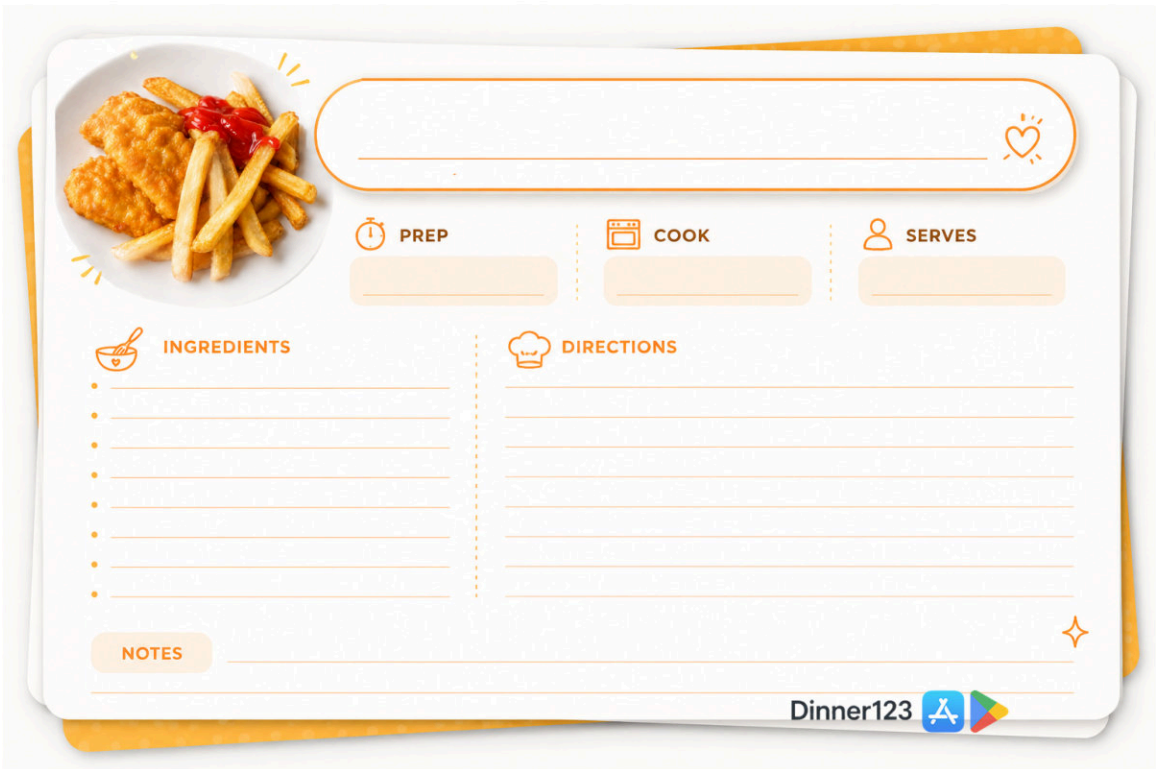 PREP
COOK
SERVES
INGREDIENTS
DIRECTIONS
NOTES
Dinner123